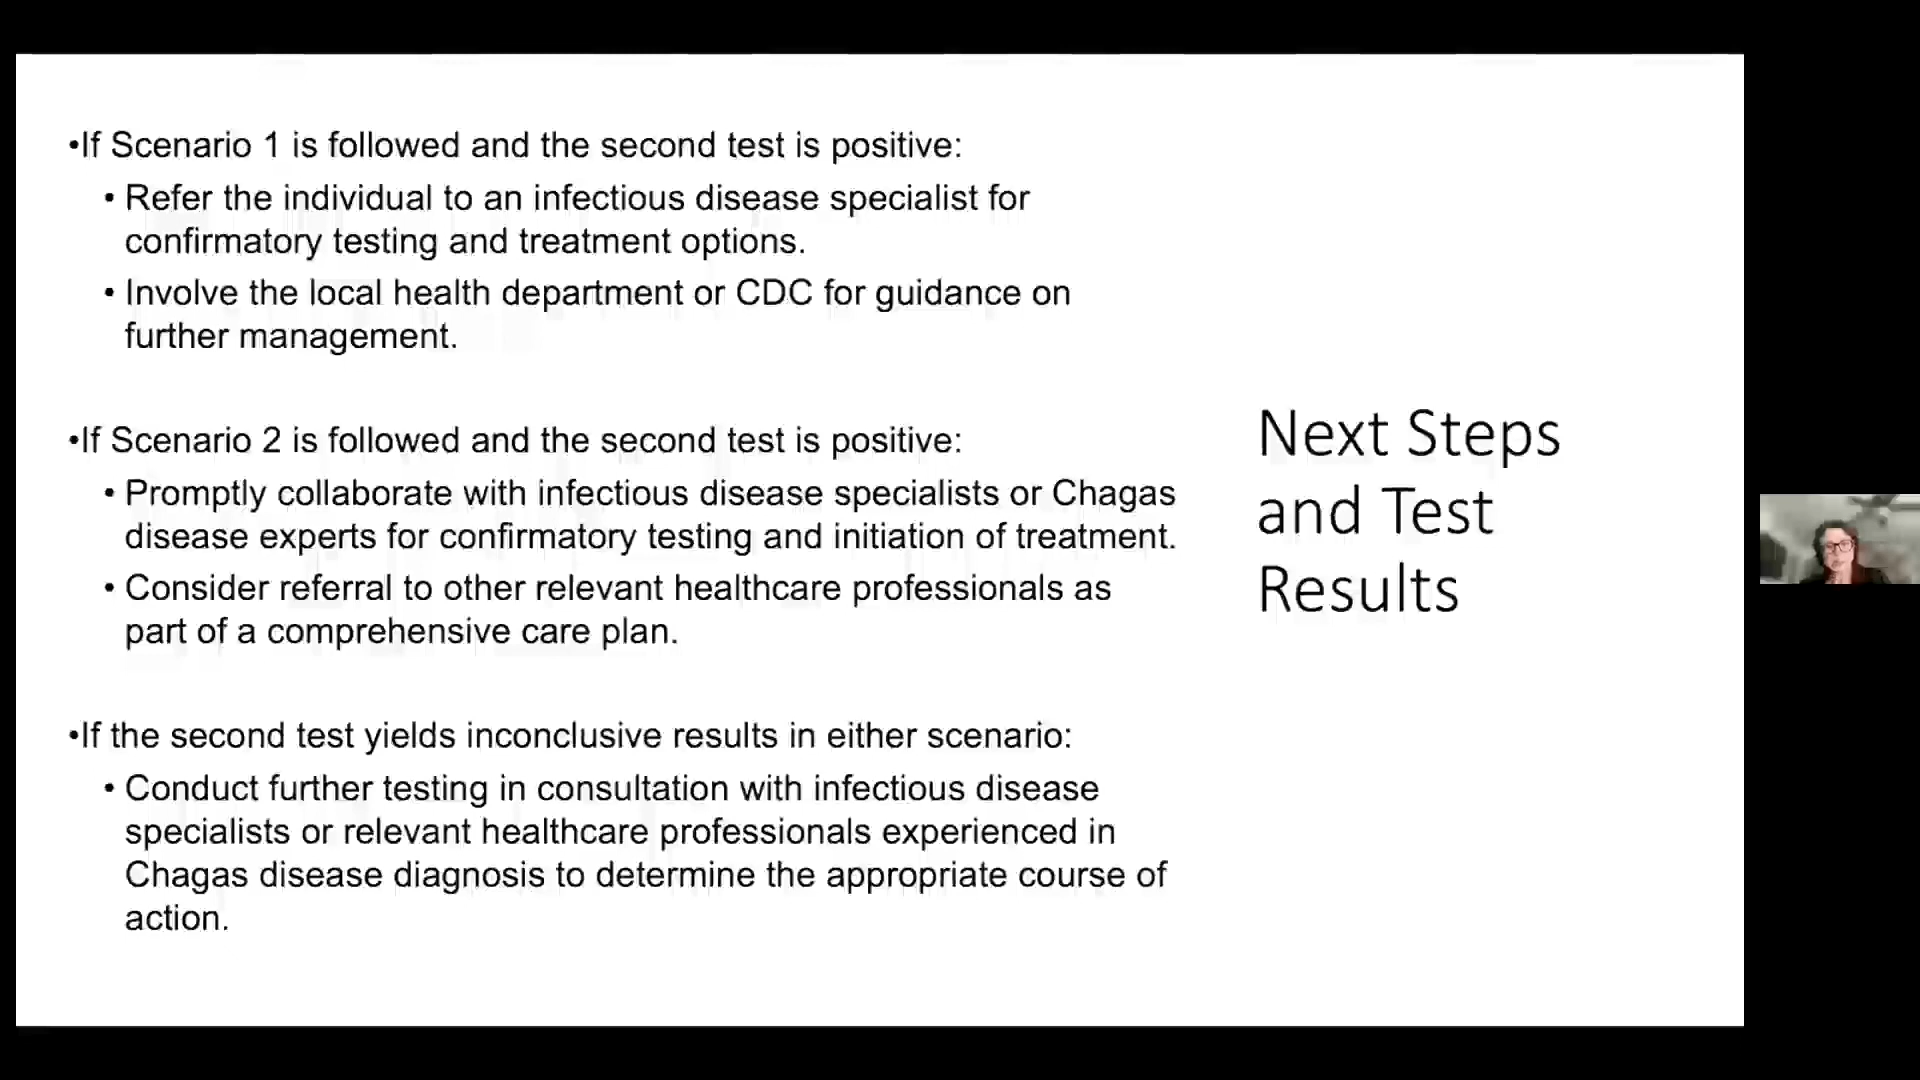 •If Scenario 1 is followed and the second test is positive:
• Refer the individual to an infectious disease specialist for
confirmatory testing and treatment options.
• Involve the local health department or CDC for guidance on
further management.
•If Scenario 2 is followed and the second test is positive:
• Promptly collaborate with infectious disease specialists or Chagas
disease experts for confirmatory testing and initiation of treatment.
• Consider referral to other relevant healthcare professionals as
part of a comprehensive care plan.
•If the second test yields inconclusive results in either scenario:
• Conduct further testing in consultation with infectious disease
specialists or relevant healthcare professionals experienced in
Chagas disease diagnosis to determine the appropriate course of
action.
Next Steps
and Test
Results